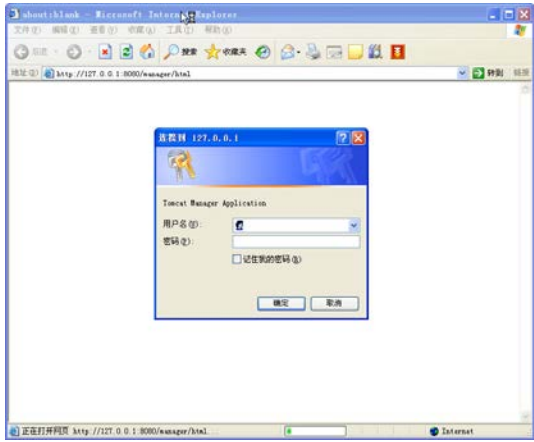 about:blank - Microsoft Internet Explorer
文件(F) 编辑(E) 查看(V) 收藏(A) 工具(T) 帮助(H)
后退 搜索 收藏夹
地址(D) http://127.0.0.1:8080/manager/html 转到 链接
连接到 127.0.0.1
Tomcat Manager Application
用户名(U):
密码(P):
记住我的密码(R)
确定 取消
正在打开网页 http://127.0.0.1:8080/manager/html... Internet